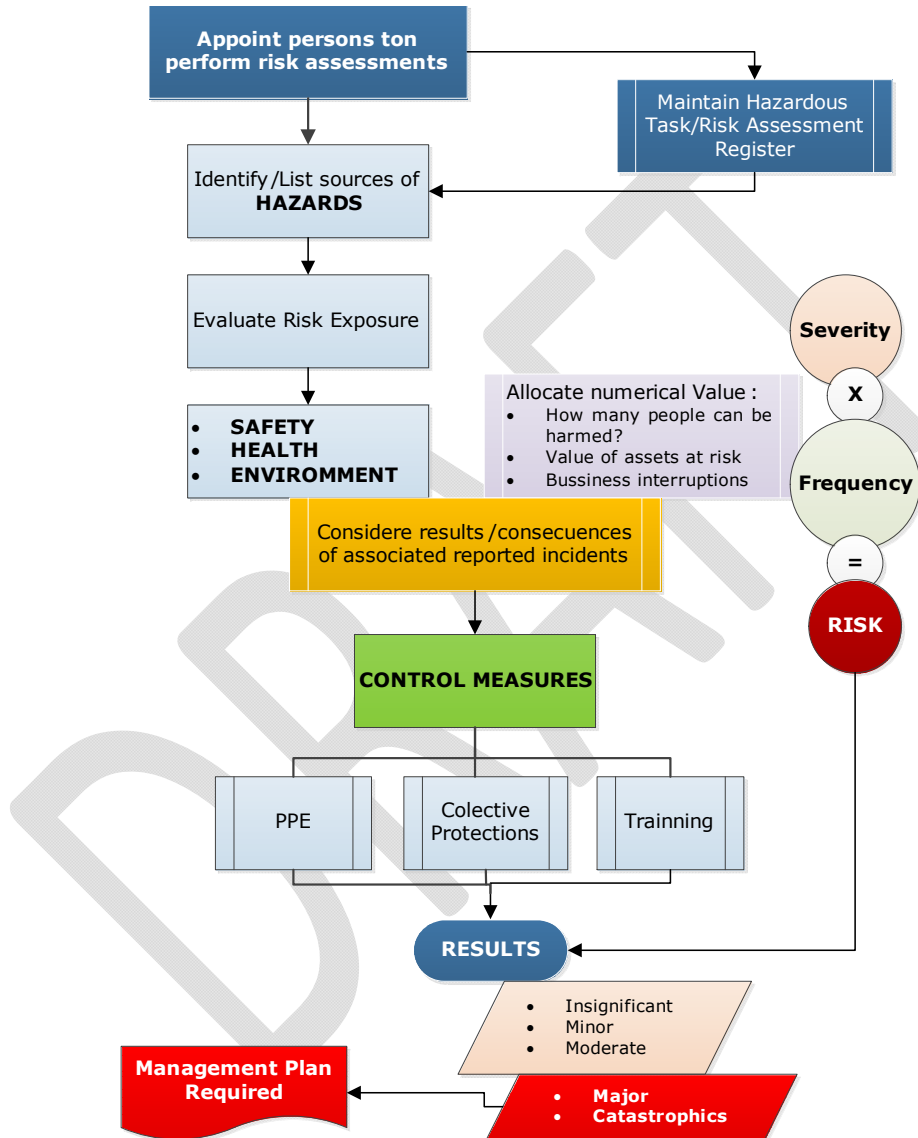 Appoint persons ton
perform risk assessments
Maintain Hazardous
Task/Risk Assessment
Register
Identify/List sources of
HAZARDS
Evaluate Risk Exposure
• SAFETY
• HEALTH
• ENVIROMMENT
Allocate numerical Value :
• How many people can be
harmed?
• Value of assets at risk
• Bussiness interruptions
Severity
X
Frequency
=
RISK
Considere results/consecuences
of associated reported incidents
CONTROL MEASURES
PPE
Colective
Protections
Trainning
RESULTS
• Insignificant
• Minor
• Moderate
Management Plan
Required
• Major
• Catastrophics
DRAFT